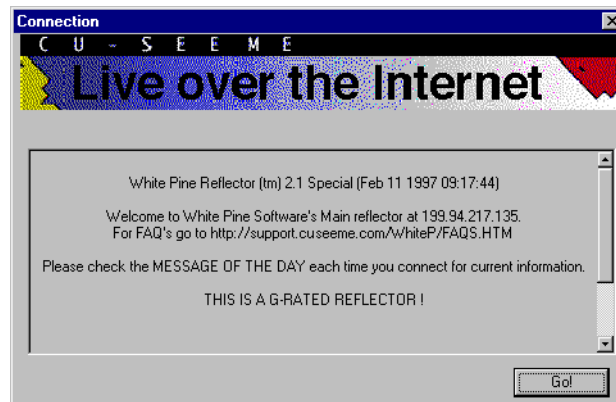 Connection
CU-SEEME
Live over the Internet
White Pine Reflector (tm) 2.1 Special (Feb 11 1997 09:17:44)
Welcome to White Pine Software's Main reflector at 199.94.217.135.
For FAQ's go to http://support.cuseeme.com/WhiteP/FAQS.HTM
Please check the MESSAGE OF THE DAY each time you connect for current information.
THIS IS A G-RATED REFLECTOR !
Go!